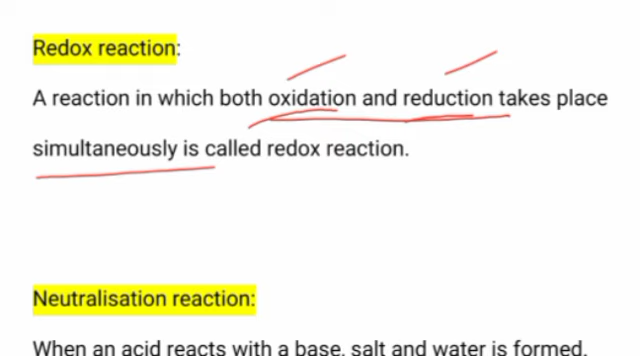 Redox reaction:
A reaction in which both oxidation and reduction takes place
simultaneously is called redox reaction.
Neutralisation reaction:
When an acid reacts with a base, salt and water is formed.